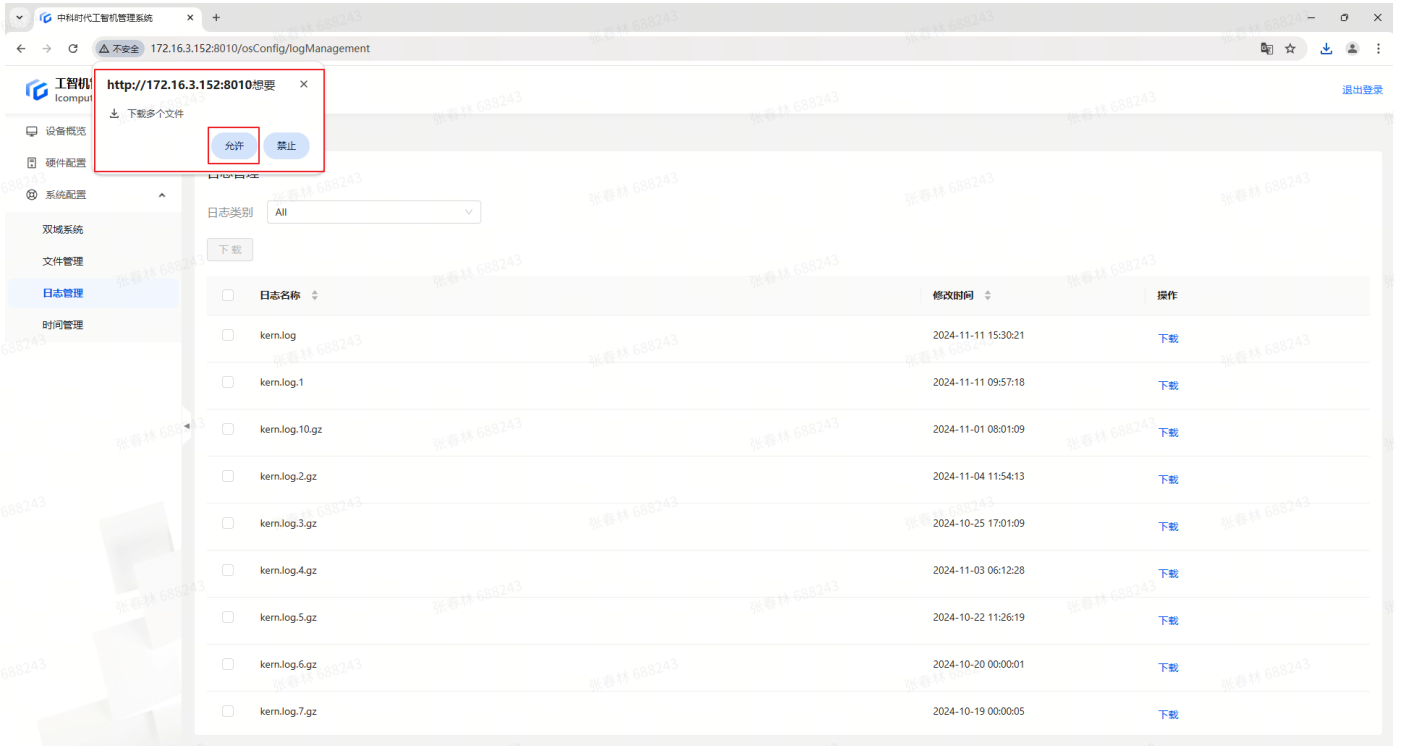 中科时代工智机管理系统
不安全 172.16.3.152:8010/osConfig/logManagement
工智机
Icomput
http://172.16.3.152:8010想要
下载多个文件
允许 禁止
退出登录
设备概览
硬件配置
系统配置
双域系统
文件管理
日志管理
时间管理
日志管理
日志类别 All
下载
日志名称 修改时间 操作
kern.log 2024-11-11 15:30:21 下载
kern.log.1 2024-11-11 09:57:18 下载
kern.log.10.gz 2024-11-01 08:01:09 下载
kern.log.2.gz 2024-11-04 11:54:13 下载
kern.log.3.gz 2024-10-25 17:01:09 下载
kern.log.4.gz 2024-11-03 06:12:28 下载
kern.log.5.gz 2024-10-22 11:26:19 下载
kern.log.6.gz 2024-10-20 00:00:01 下载
kern.log.7.gz 2024-10-19 00:00:05 下载
张春林 688243